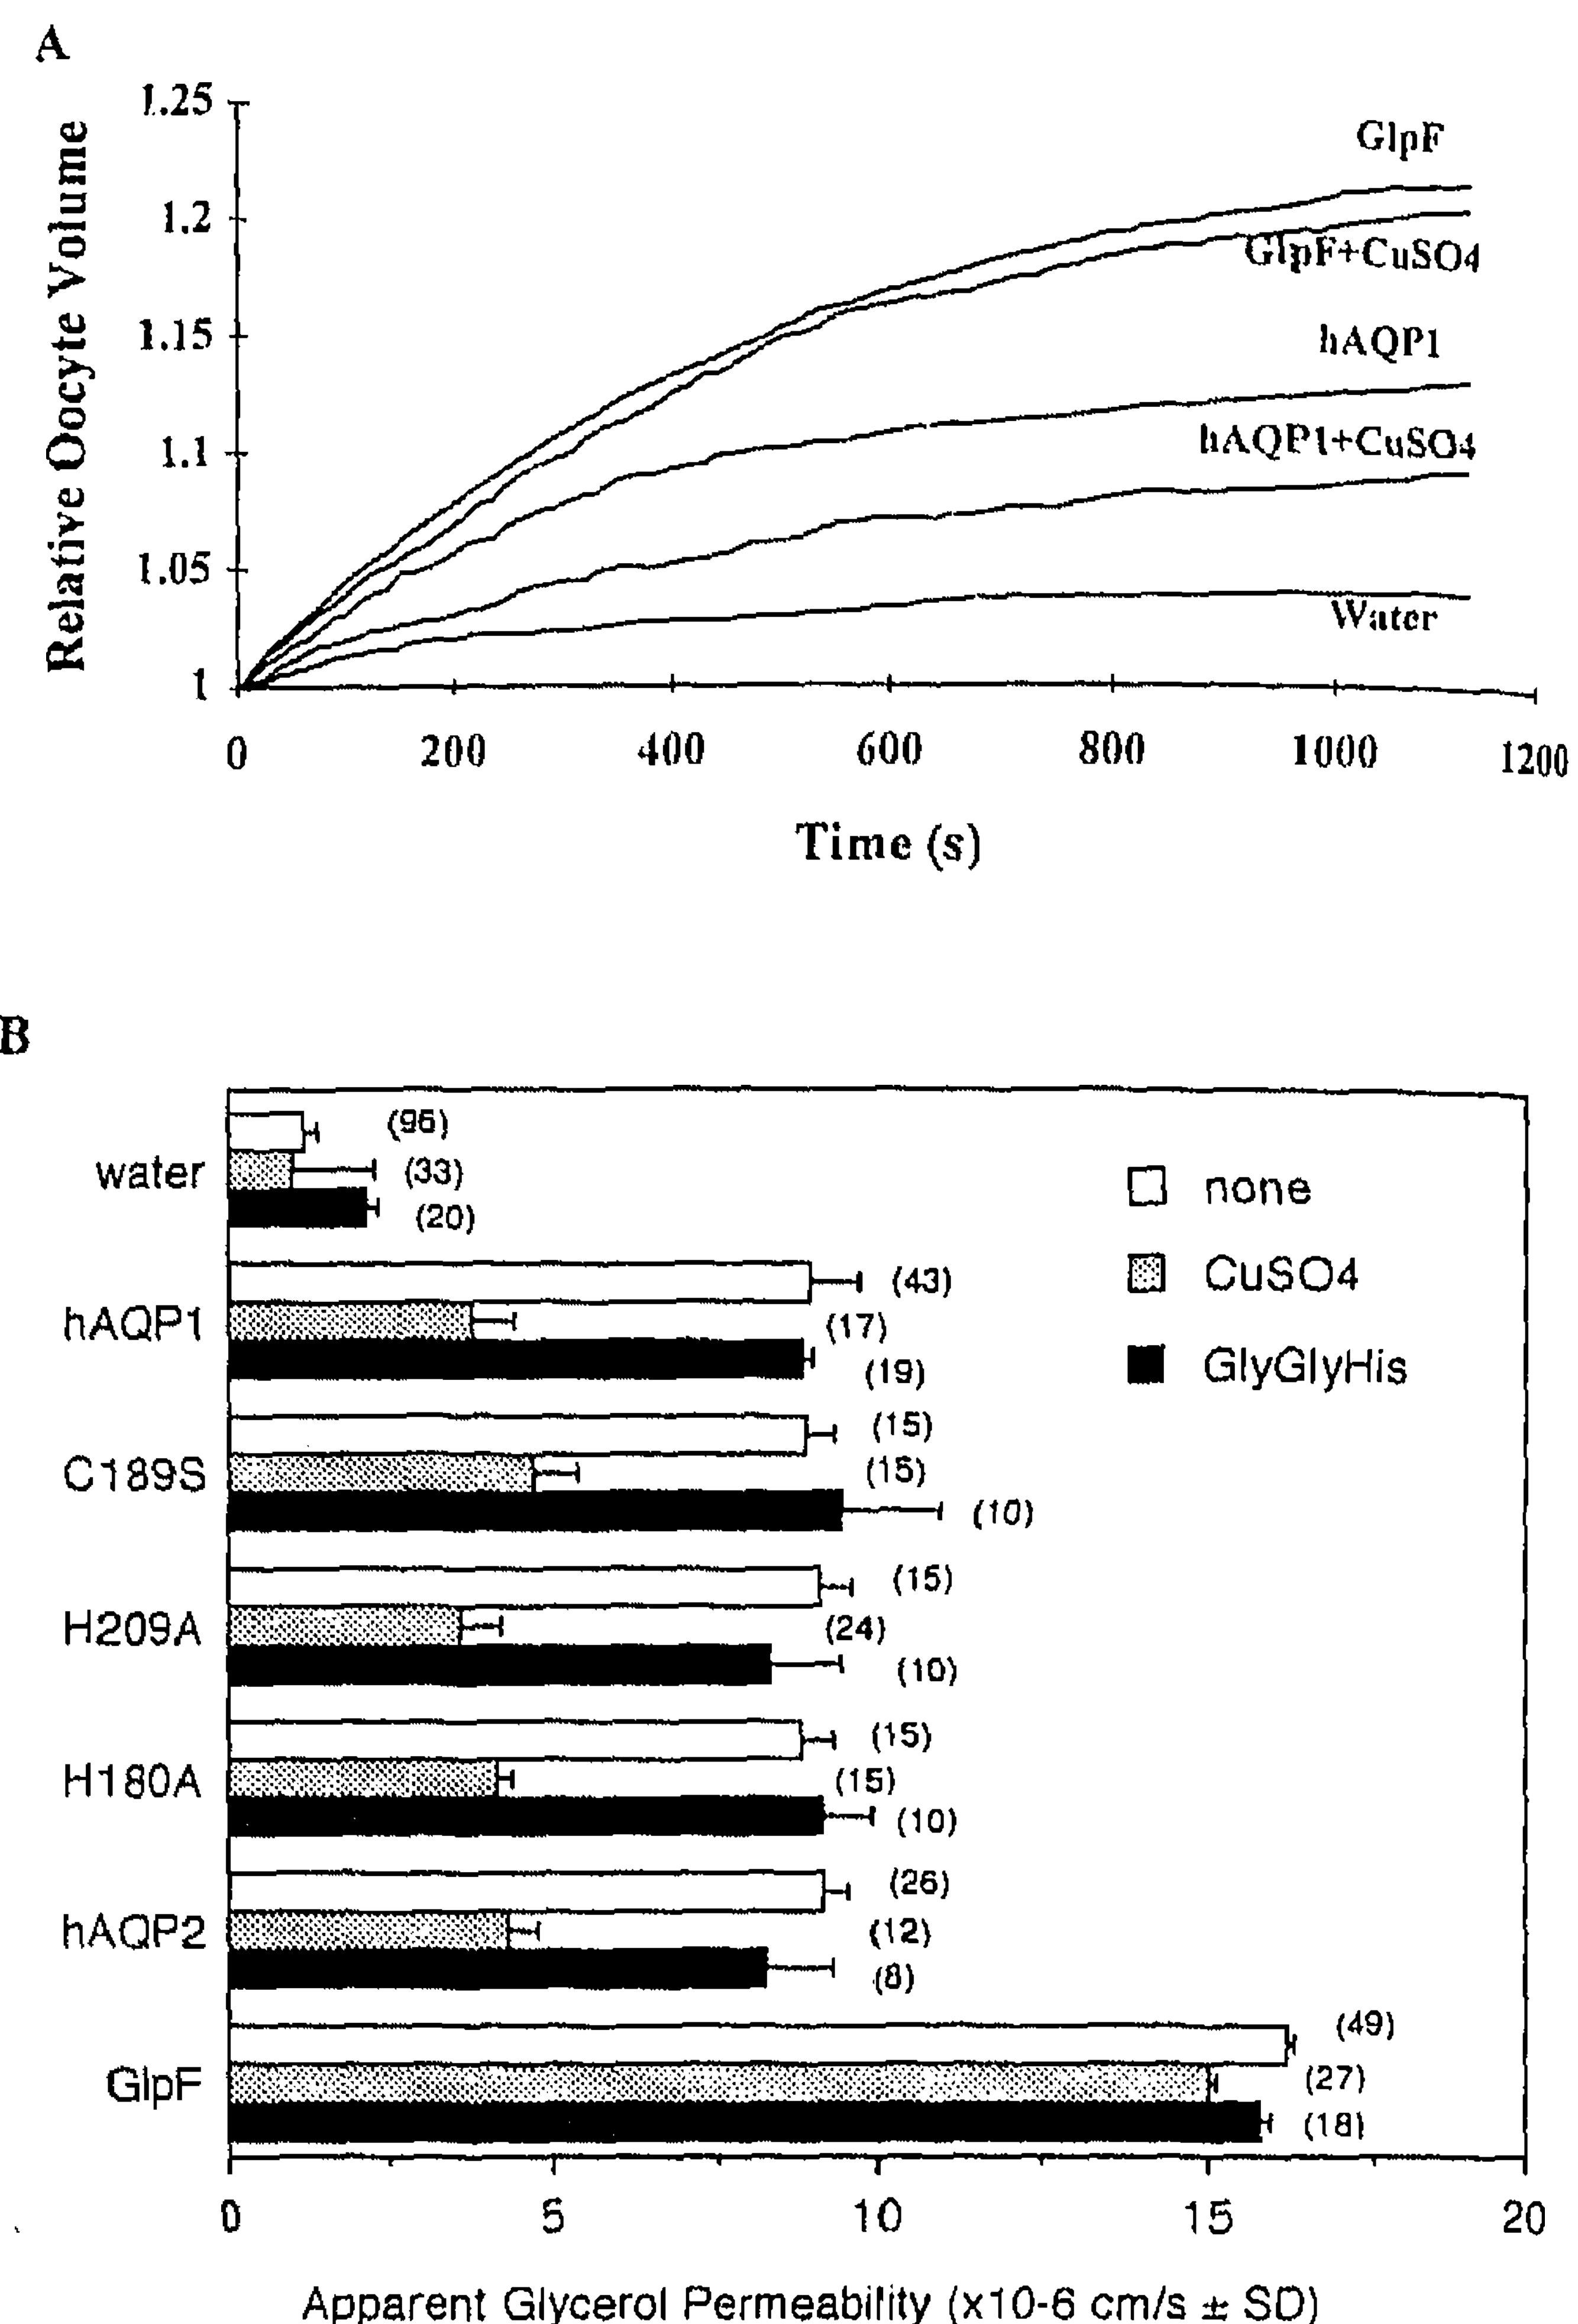 A
1.25
1.2
1.15
1.1
1.05
1
Relative Oocyte Volume
GlpF
GlpF+CuSO4
hAQP1
hAQP1+CuSO4
Water
0 200 400 600 800 1000 1200
Time (s)
B
water
(96)
(33)
(20)
none
CuSO4
GlyGlyHis
hAQP1
(43)
(17)
(19)
C189S
(15)
(15)
(10)
H209A
(15)
(24)
(10)
H180A
(15)
(15)
(10)
hAQP2
(26)
(12)
(8)
GlpF
(49)
(27)
(18)
0 5 10 15 20
Apparent Glycerol Permeability (x10-6 cm/s ± SD)